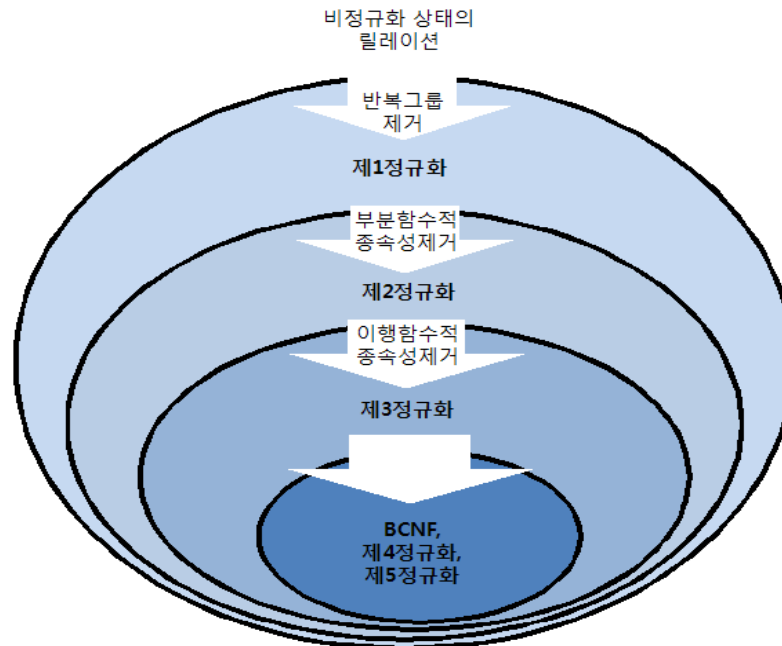 비정규화 상태의
릴레이션
반복그룹
제거
제1정규화
부분함수적
종속성제거
제2정규화
이행함수적
종속성제거
제3정규화
BCNF,
제4정규화,
제5정규화